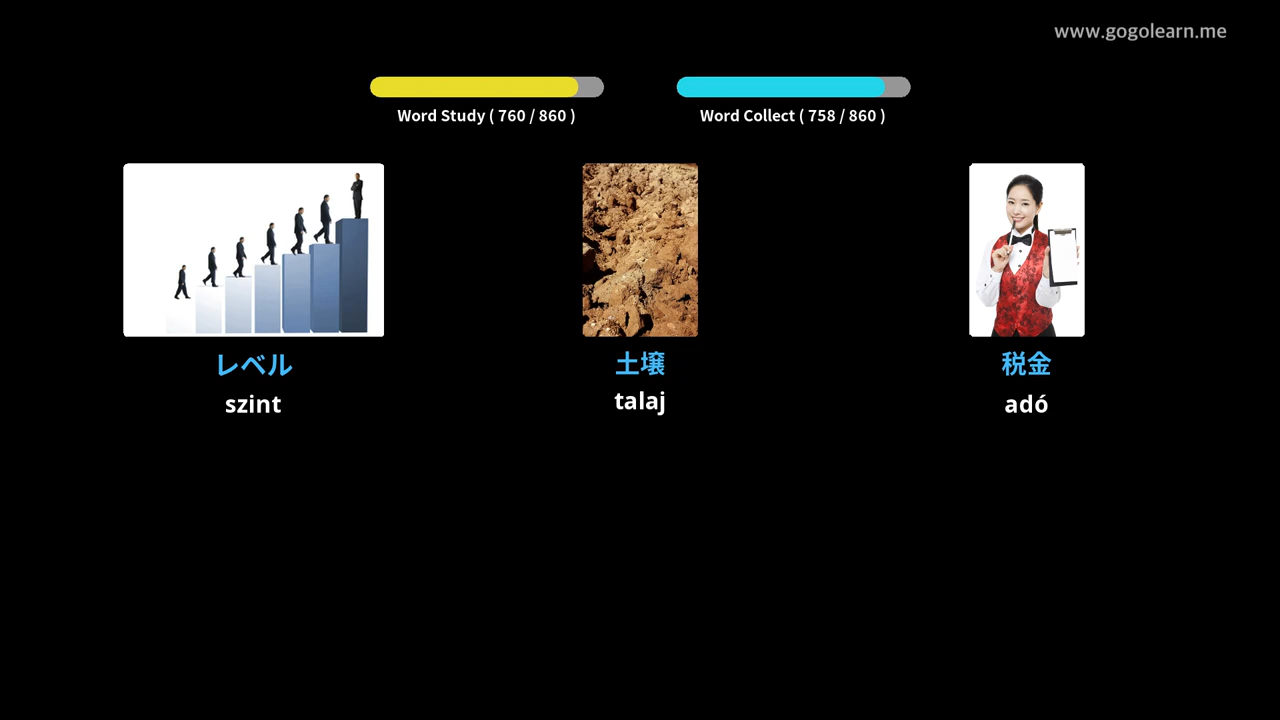 www.gogolearn.me
Word Study ( 760 / 860 )
Word Collect ( 758 / 860 )
レベル
szint
土壌
talaj
税金
adó